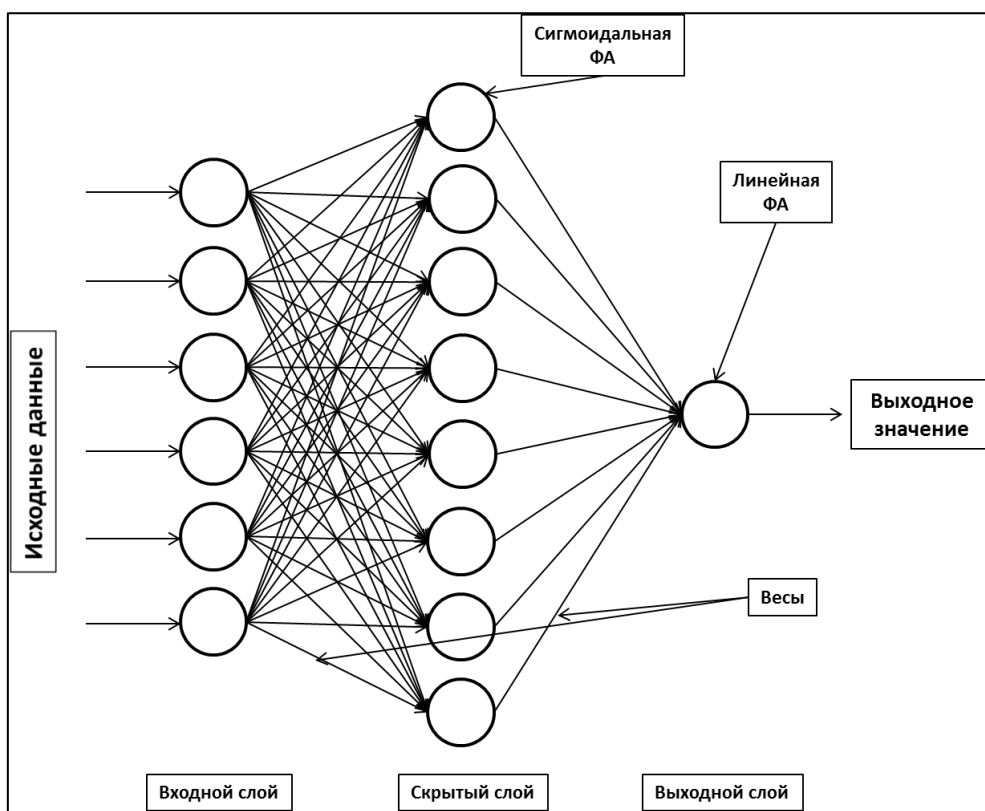 Сигмоидальная
ФА
Линейная
ФА
Исходные данные
Выходное
значение
Весы
Входной слой
Скрытый слой
Выходной слой